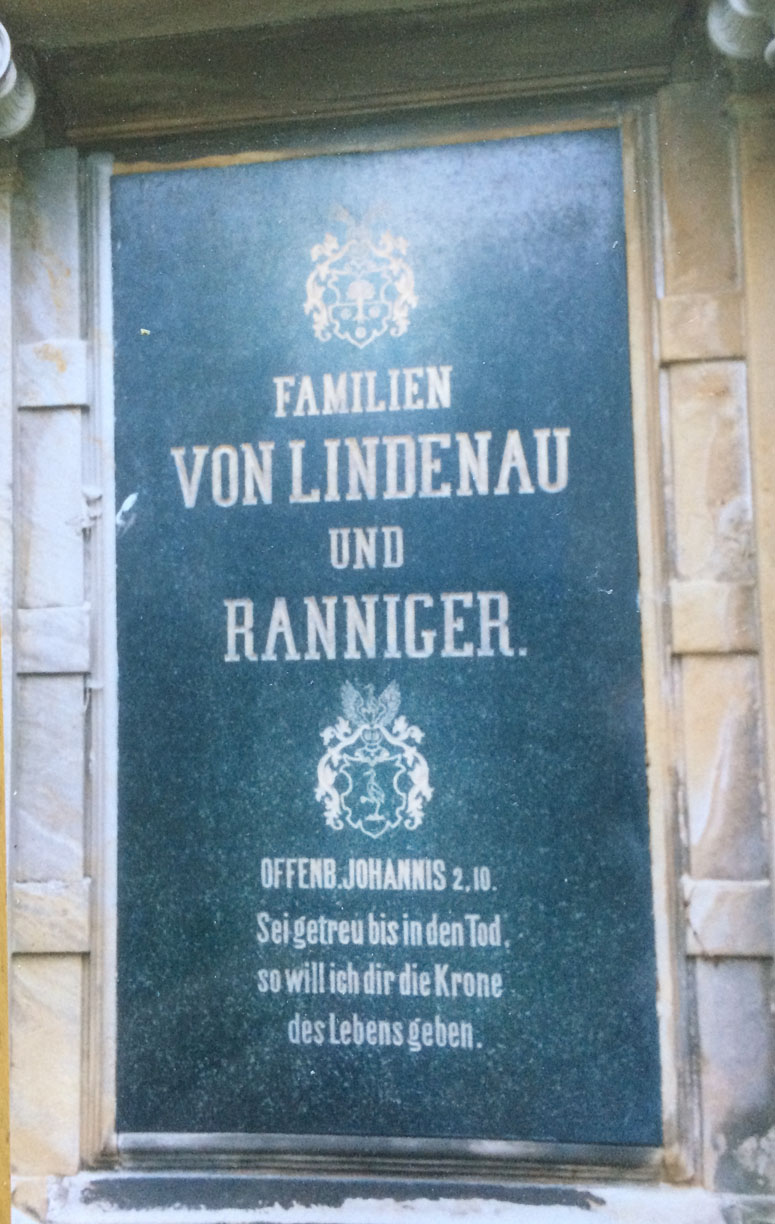 FAMILIEN
VON LINDENAU
UND
RANNIGER.
OFFENB. JOHANNIS 2,10.
Sei getreu bis in den Tod,
so will ich dir die Krone
des Lebens geben.